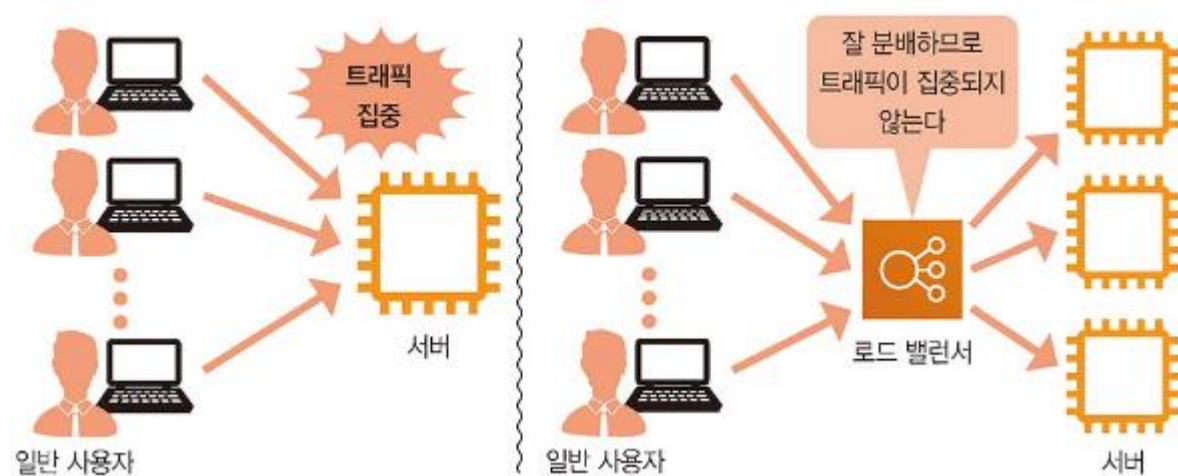 트래픽
집중
서버
일반 사용자
잘 분배하므로
트래픽이 집중되지
않는다
로드 밸런서
일반 사용자
서버